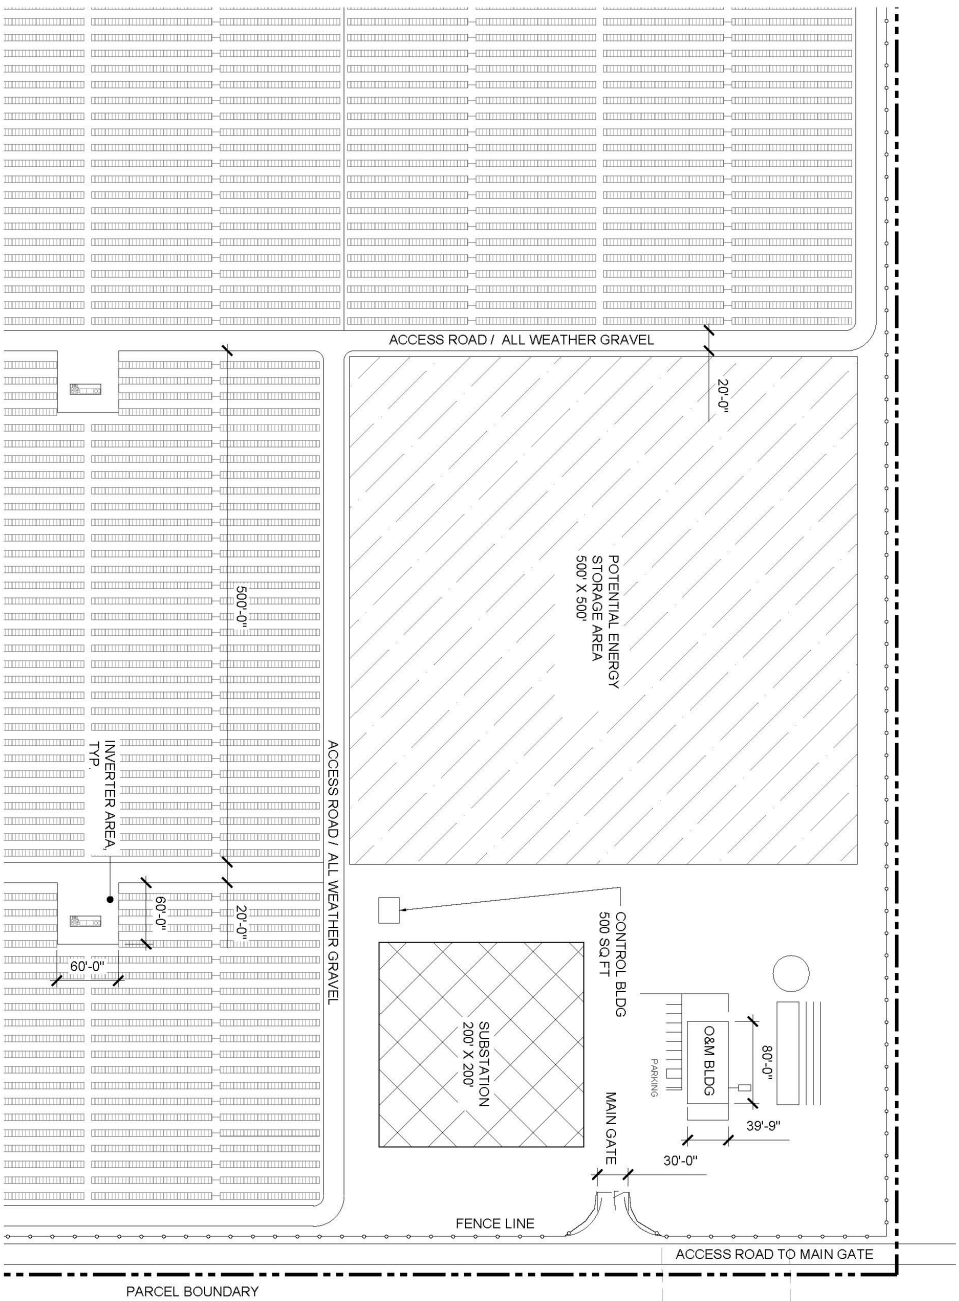 ACCESS ROAD / ALL WEATHER GRAVEL
20'-0"
POTENTIAL ENERGY
STORAGE AREA
500' X 500'
500'-0"
ACCESS ROAD / ALL WEATHER GRAVEL
INVERTER AREA,
TYP.
60'-0"
20'-0"
60'-0"
CONTROL BLDG
500 SQ FT
SUBSTATION
200' X 200'
O&M BLDG
80'-0"
PARKING
39'-9"
MAIN GATE
30'-0"
FENCE LINE
ACCESS ROAD TO MAIN GATE
PARCEL BOUNDARY